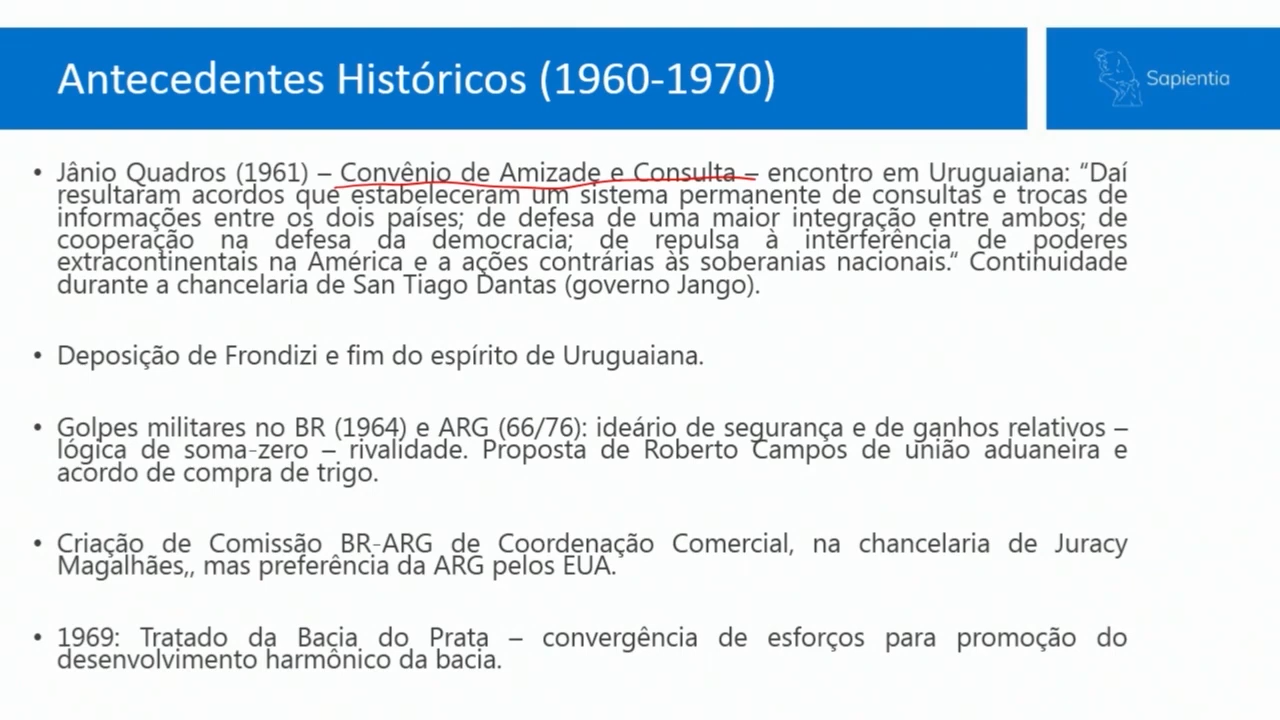 Antecedentes Históricos (1960-1970)
Sapientia
• Jânio Quadros (1961) – Convênio de Amizade e Consulta – encontro em Uruguaiana: “Daí
resultaram acordos que estabeleceram um sistema permanente de consultas e trocas de
informações entre os dois países; de defesa de uma maior integração entre ambos; de
cooperação na defesa da democracia; de repulsa à interferência de poderes
extracontinentais na América e a ações contrárias às soberanias nacionais.“ Continuidade
durante a chancelaria de San Tiago Dantas (governo Jango).
• Deposição de Frondizi e fim do espírito de Uruguaiana.
• Golpes militares no BR (1964) e ARG (66/76): ideário de segurança e de ganhos relativos –
lógica de soma-zero – rivalidade. Proposta de Roberto Campos de união aduaneira e
acordo de compra de trigo.
• Criação de Comissão BR-ARG de Coordenação Comercial, na chancelaria de Juracy
Magalhães,, mas preferência da ARG pelos EUA.
• 1969: Tratado da Bacia do Prata – convergência de esforços para promoção do
desenvolvimento harmônico da bacia.